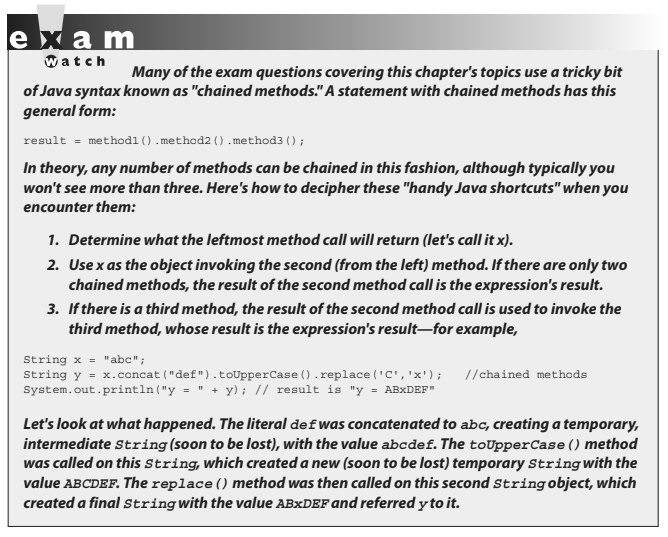 exam
Watch
Many of the exam questions covering this chapter's topics use a tricky bit
of Java syntax known as "chained methods." A statement with chained methods has this
general form:
result = method1().method2().method3();
In theory, any number of methods can be chained in this fashion, although typically you
won't see more than three. Here's how to decipher these "handy Java shortcuts" when you
encounter them:
1. Determine what the leftmost method call will return (let's call it x).
2. Use x as the object invoking the second (from the left) method. If there are only two
chained methods, the result of the second method call is the expression's result.
3. If there is a third method, the result of the second method call is used to invoke the
third method, whose result is the expression's result—for example,
String x = "abc";
String y = x.concat("def").toUpperCase().replace('C','x'); //chained methods
System.out.println("y = " + y); // result is "y = ABxDEF"
Let's look at what happened. The literal def was concatenated to abc, creating a temporary,
intermediate String (soon to be lost), with the value abcdef. The toUpperCase() method
was called on this String, which created a new (soon to be lost) temporary String with the
value ABCDEF. The replace() method was then called on this second String object, which
created a final String with the value ABxDEF and referred y to it.